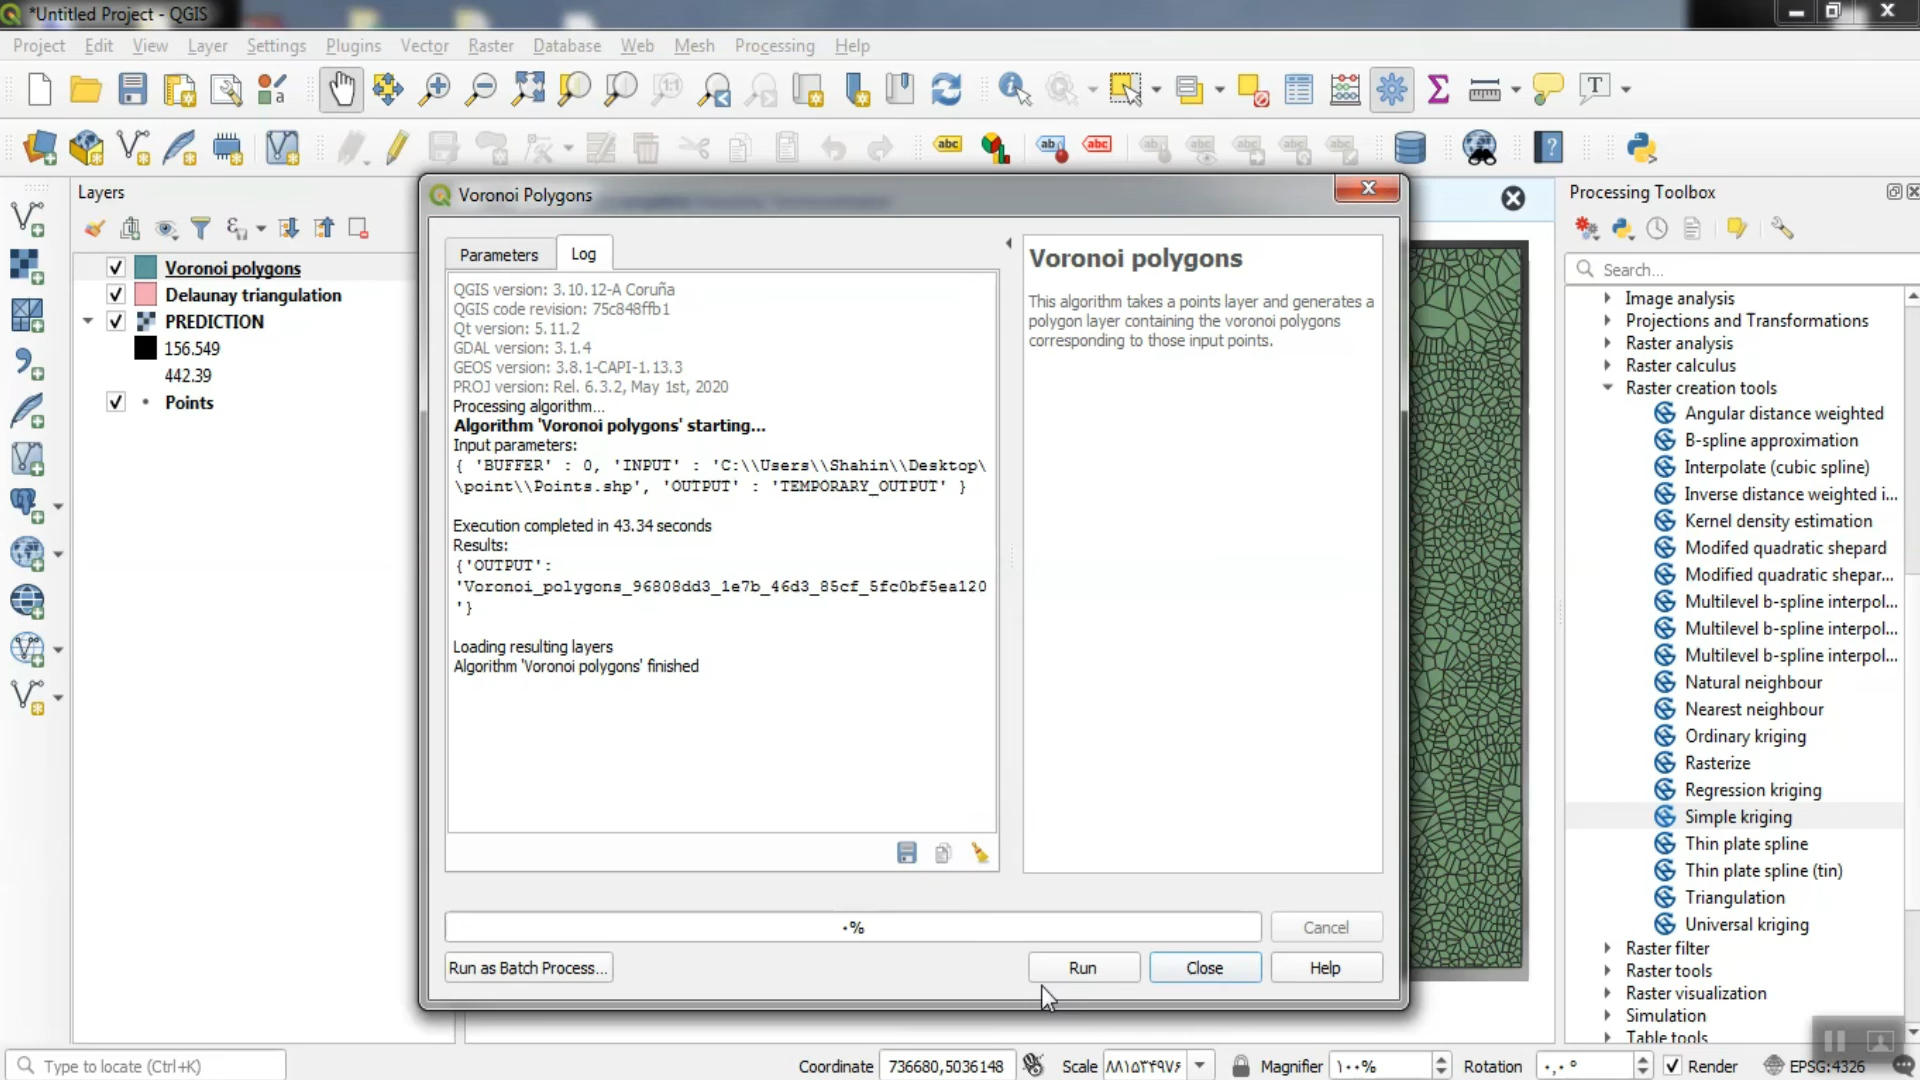 *Untitled Project - QGIS
Project Edit View Layer Settings Plugins Vector Raster Database Web Mesh Processing Help
Layers
Voronoi polygons
Delaunay triangulation
PREDICTION
156.549
442.39
Points
Voronoi Polygons
Parameters Log
QGIS version: 3.10.12-A Coruña
QGIS code revision: 75c848ffb1
Qt version: 5.11.2
GDAL version: 3.1.4
GEOS version: 3.8.1-CAPI-1.13.3
PROJ version: Rel. 6.3.2, May 1st, 2020
Processing algorithm...
Algorithm 'Voronoi polygons' starting...
Input parameters:
{ 'BUFFER' : 0, 'INPUT' : 'C:\\Users\\Shahin\\Desktop\
\point\\Points.shp', 'OUTPUT' : 'TEMPORARY_OUTPUT' }
Execution completed in 43.34 seconds
Results:
{'OUTPUT':
'Voronoi_polygons_96808dd3_1e7b_46d3_85cf_5fc0bf5ea120
'}
Loading resulting layers
Algorithm 'Voronoi polygons' finished
Voronoi polygons
This algorithm takes a points layer and generates a
polygon layer containing the voronoi polygons
corresponding to those input points.
۰%
Cancel
Run as Batch Process... Run Close Help
Processing Toolbox
Search...
Image analysis
Projections and Transformations
Raster analysis
Raster calculus
Raster creation tools
Angular distance weighted
B-spline approximation
Interpolate (cubic spline)
Inverse distance weighted i...
Kernel density estimation
Modifed quadratic shepard
Modified quadratic shepar...
Multilevel b-spline interpol...
Multilevel b-spline interpol...
Multilevel b-spline interpol...
Natural neighbour
Nearest neighbour
Ordinary kriging
Rasterize
Regression kriging
Simple kriging
Thin plate spline
Thin plate spline (tin)
Triangulation
Universal kriging
Raster filter
Raster tools
Raster visualization
Simulation
Table tools
Type to locate (Ctrl+K) Coordinate 736680,5036148 Scale ۸۸۱۵۳۴۹۷۶ Magnifier ۱۰۰% Rotation ۰,۰ ° Render EPSG:4326